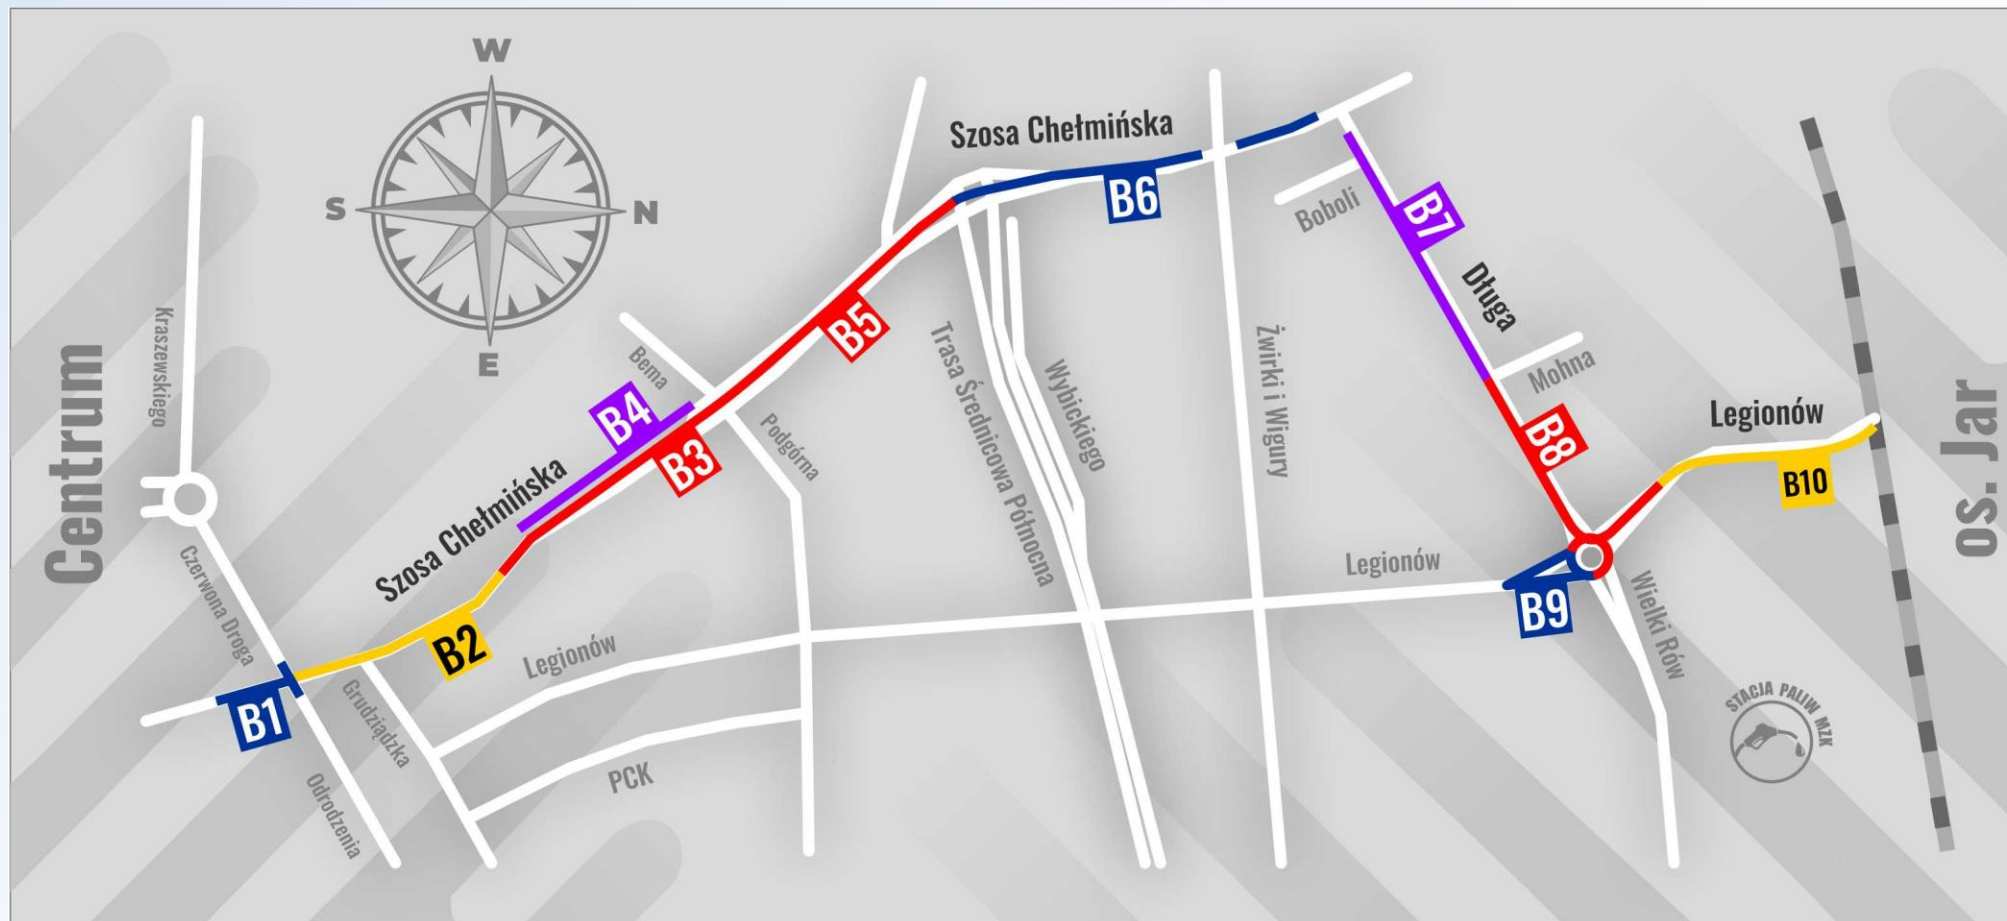 W
S
N
E
Szosa Chełmińska
B6
Boboli
B7
Długa
Mohna
B8
Legionów
B10
os. Jar
Centrum
Kraszewskiego
Czerwona Droga
B1
Odrodzenia
Szosa Chełmińska
B2
Grudziądzka
B4
B3
Bema
Podgórna
B5
Trasa Średnicowa Północna
Wybickiego
Żwirki i Wigury
Legionów
Legionów
PCK
B9
Wielki Rów
STACJA PALIW MZK